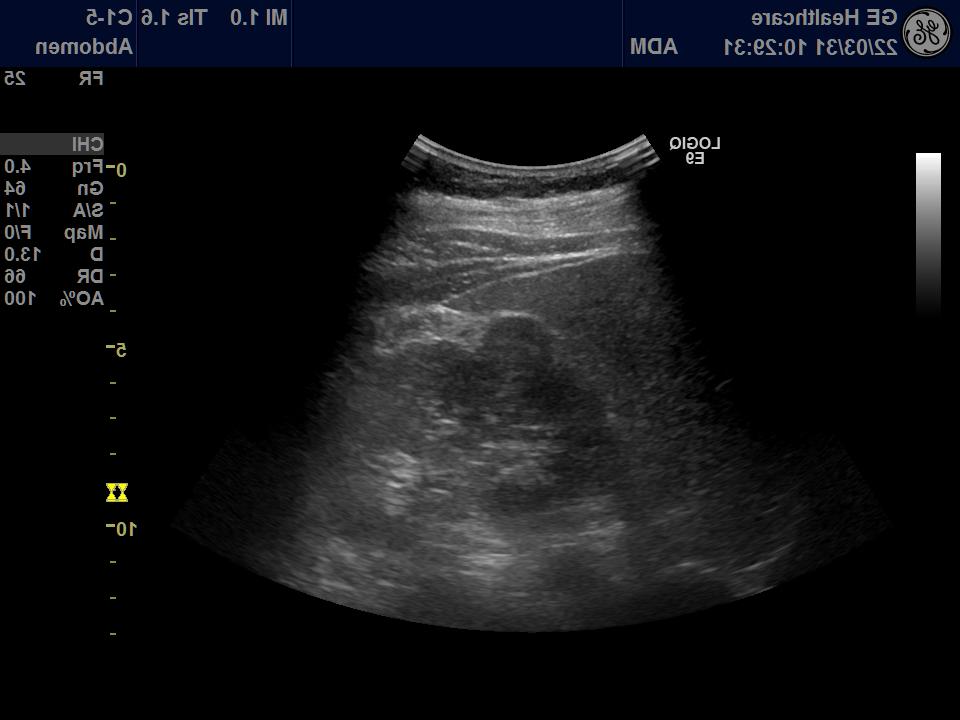 GE Healthcare
22/03/31 10:29:31
ADM
MI 1.0 TIs 1.6 C1-5
Abdomen
FR 25
CHI
Frq 4.0
Gn 64
S/A 1/1
Map F/0
D 13.0
DR 66
AO% 100
LOGIQ
E9
0
5
10